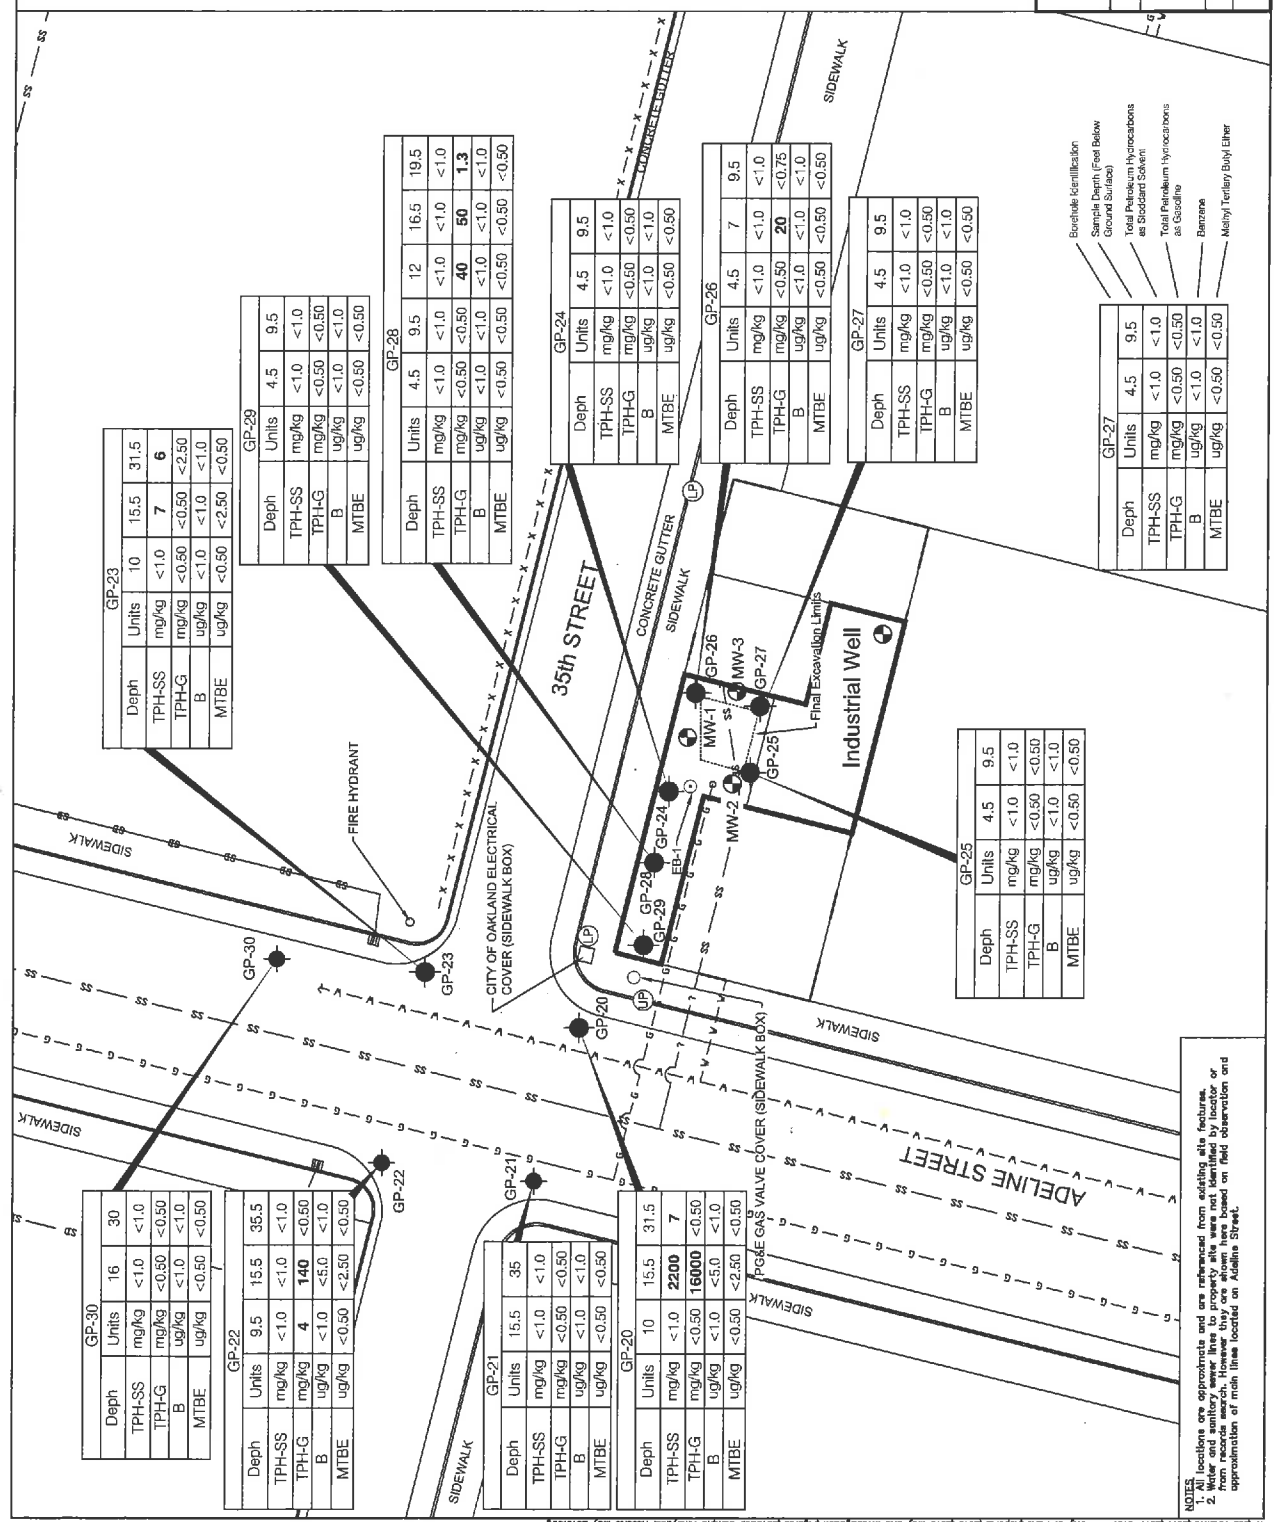 GP-23
Deph Units 10 15.5 31.5
TPH-SS mg/kg <1.0 7 6
TPH-G mg/kg <0.50 <0.50 <2.50
B ug/kg <1.0 <1.0 <1.0
MTBE ug/kg <0.50 <2.50 <0.50
GP-29
Deph Units 4.5 9.5
TPH-SS mg/kg <1.0 <1.0
TPH-G mg/kg <0.50 <0.50
B ug/kg <1.0 <1.0
MTBE ug/kg <0.50 <0.50
GP-28
Deph Units 4.5 9.5 12 16.5 19.5
TPH-SS mg/kg <1.0 <1.0 <1.0 <1.0 <1.0
TPH-G mg/kg <0.50 <0.50 40 50 1.3
B ug/kg <1.0 <1.0 <1.0 <1.0 <1.0
MTBE ug/kg <0.50 <0.50 <0.50 <0.50 <0.50
GP-24
Deph Units 4.5 9.5
TPH-SS mg/kg <1.0 <1.0
TPH-G mg/kg <0.50 <0.50
B ug/kg <1.0 <1.0
MTBE ug/kg <0.50 <0.50
GP-26
Deph Units 4.5 7 9.5
TPH-SS mg/kg <1.0 <1.0 <1.0
TPH-G mg/kg <0.50 20 <0.75
B ug/kg <1.0 <1.0 <1.0
MTBE ug/kg <0.50 <0.50 <0.50
GP-27
Deph Units 4.5 9.5
TPH-SS mg/kg <1.0 <1.0
TPH-G mg/kg <0.50 <0.50
B ug/kg <1.0 <1.0
MTBE ug/kg <0.50 <0.50
Borehole Identification
Sample Depth (Feet Below
Ground Surface)
Total Petroleum Hydrocarbons
as Stoddard Solvent
Total Petroleum Hydrocarbons
as Gasoline
Benzene
Methyl Tertiary Butyl Ether
GP-27
Deph Units 4.5 9.5
TPH-SS mg/kg <1.0 <1.0
TPH-G mg/kg <0.50 <0.50
B ug/kg <1.0 <1.0
MTBE ug/kg <0.50 <0.50
GP-25
Deph Units 4.5 9.5
TPH-SS mg/kg <1.0 <1.0
TPH-G mg/kg <0.50 <0.50
B ug/kg <1.0 <1.0
MTBE ug/kg <0.50 <0.50
GP-30
Deph Units 16 30
TPH-SS mg/kg <1.0 <1.0
TPH-G mg/kg <0.50 <0.50
B ug/kg <1.0 <1.0
MTBE ug/kg <0.50 <0.50
GP-22
Deph Units 9.5 15.5 35.5
TPH-SS mg/kg <1.0 <1.0 <1.0
TPH-G mg/kg 4 140 <0.50
B ug/kg <1.0 <5.0 <1.0
MTBE ug/kg <0.50 <2.50 <0.50
GP-21
Deph Units 15.5 35
TPH-SS mg/kg <1.0 <1.0
TPH-G mg/kg <0.50 <0.50
B ug/kg <1.0 <1.0
MTBE ug/kg <0.50 <0.50
GP-20
Deph Units 10 15.5 31.5
TPH-SS mg/kg <1.0 2200 7
TPH-G mg/kg <0.50 16000 <0.50
B ug/kg <1.0 <5.0 <1.0
MTBE ug/kg <0.50 <2.50 <0.50
35th STREET
ADELINE STREET
CONCRETE GUTTER
CONCRETE GUTTER
SIDEWALK
SIDEWALK
SIDEWALK
SIDEWALK
SIDEWALK
SIDEWALK
SIDEWALK
FIRE HYDRANT
CITY OF OAKLAND ELECTRICAL
COVER (SIDEWALK BOX)
PG&E GAS VALVE COVER (SIDEWALK BOX)
LP
LP
UP
GP-30
GP-23
GP-22
GP-21
GP-20
GP-29
GP-28
GP-24
EB-1
GP-26
GP-27
GP-25
MW-1
MW-2
MW-3
Final Excavation Limits
Industrial Well
NOTES
1. All locations are approximate and are referenced from existing site features.
2. Water and sanitary sewer lines to property site were not identified by locator or
from records search. However they are shown here based on field observation and
approximation of main lines located on Adeline Street.